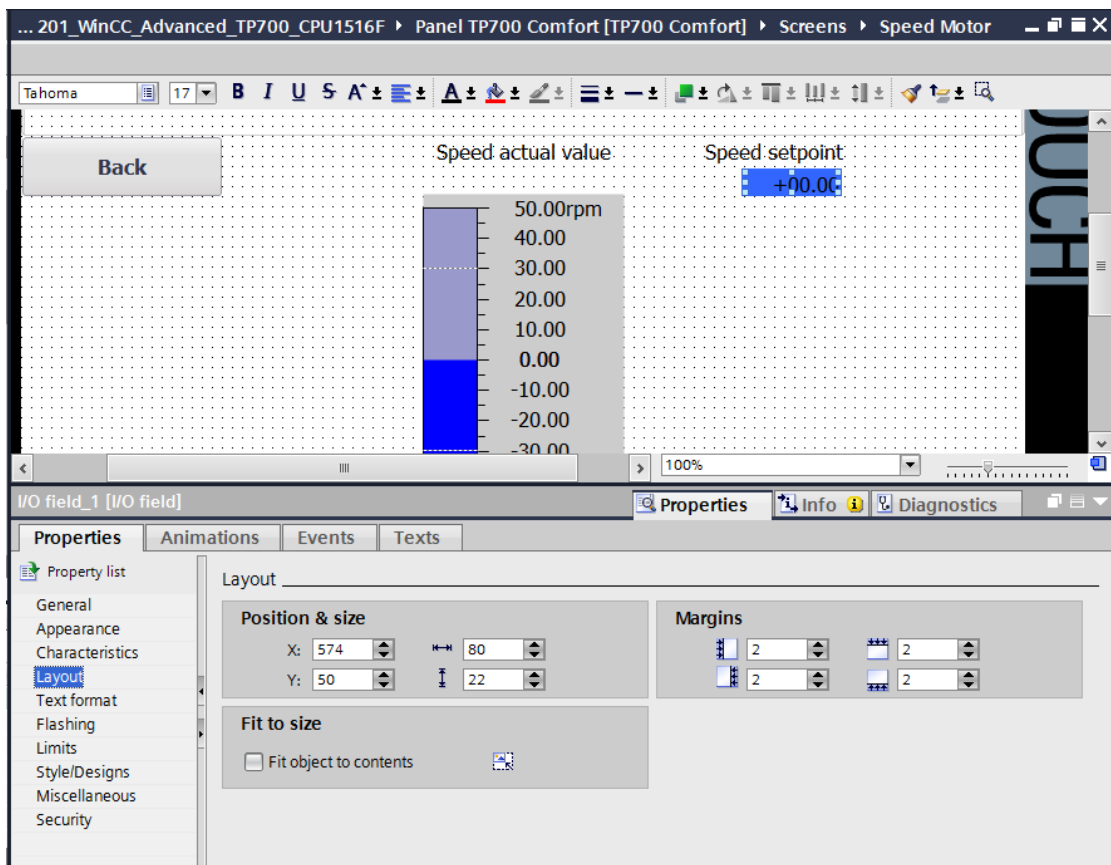 ... 201_WinCC_Advanced_TP700_CPU1516F ▸ Panel TP700 Comfort [TP700 Comfort] ▸ Screens ▸ Speed Motor
Tahoma 17 B I U S A
Back
Speed actual value
Speed setpoint
+00.00
50.00rpm
40.00
30.00
20.00
10.00
0.00
-10.00
-20.00
-30.00
OUCH
100%
I/O field_1 [I/O field]
Properties Info Diagnostics
Properties Animations Events Texts
Property list
General
Appearance
Characteristics
Layout
Text format
Flashing
Limits
Style/Designs
Miscellaneous
Security
Layout
Position & size
X: 574 80
Y: 50 22
Margins
2 2
2 2
Fit to size
Fit object to contents